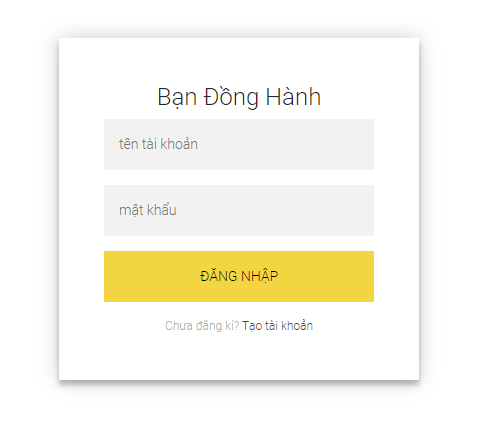 Bạn Đồng Hành
tên tài khoản
mật khẩu
ĐĂNG NHẬP
Chưa đăng kí? Tạo tài khoản